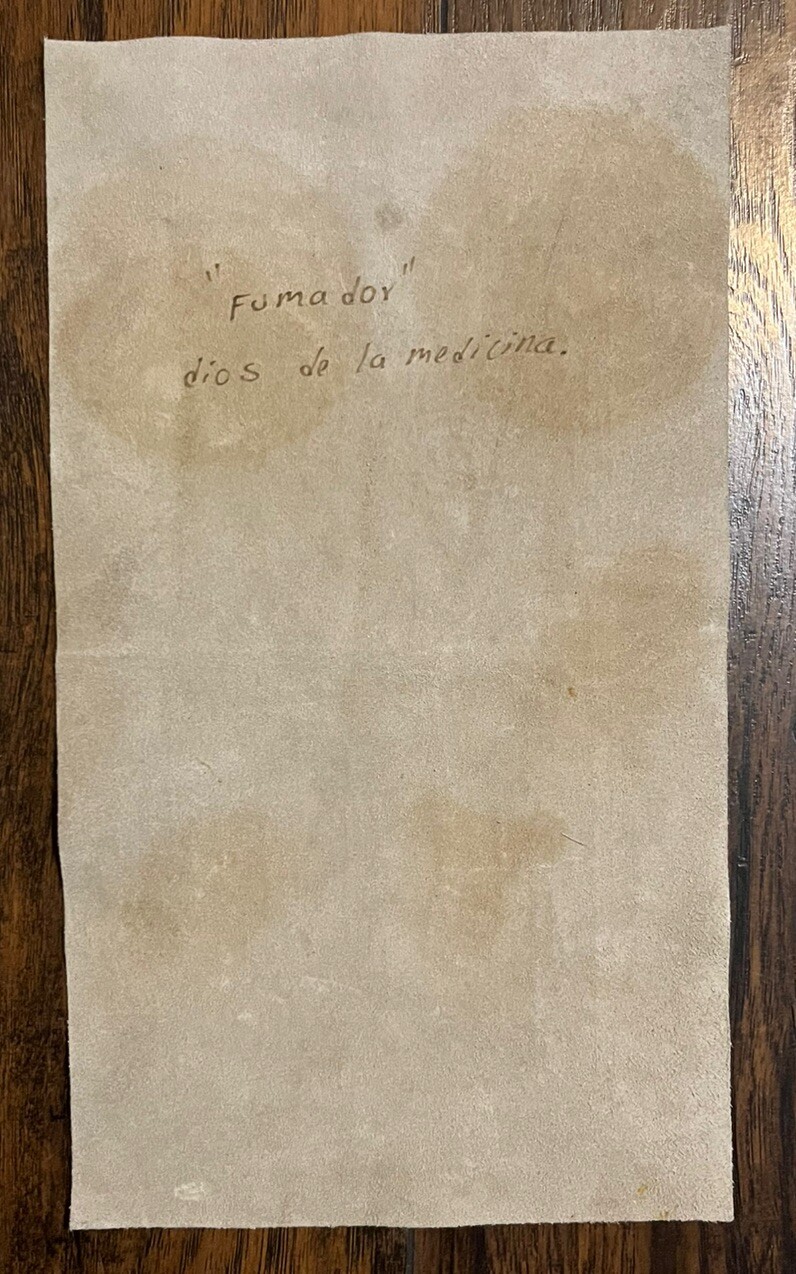 "Fumador"
dios de la medicina.